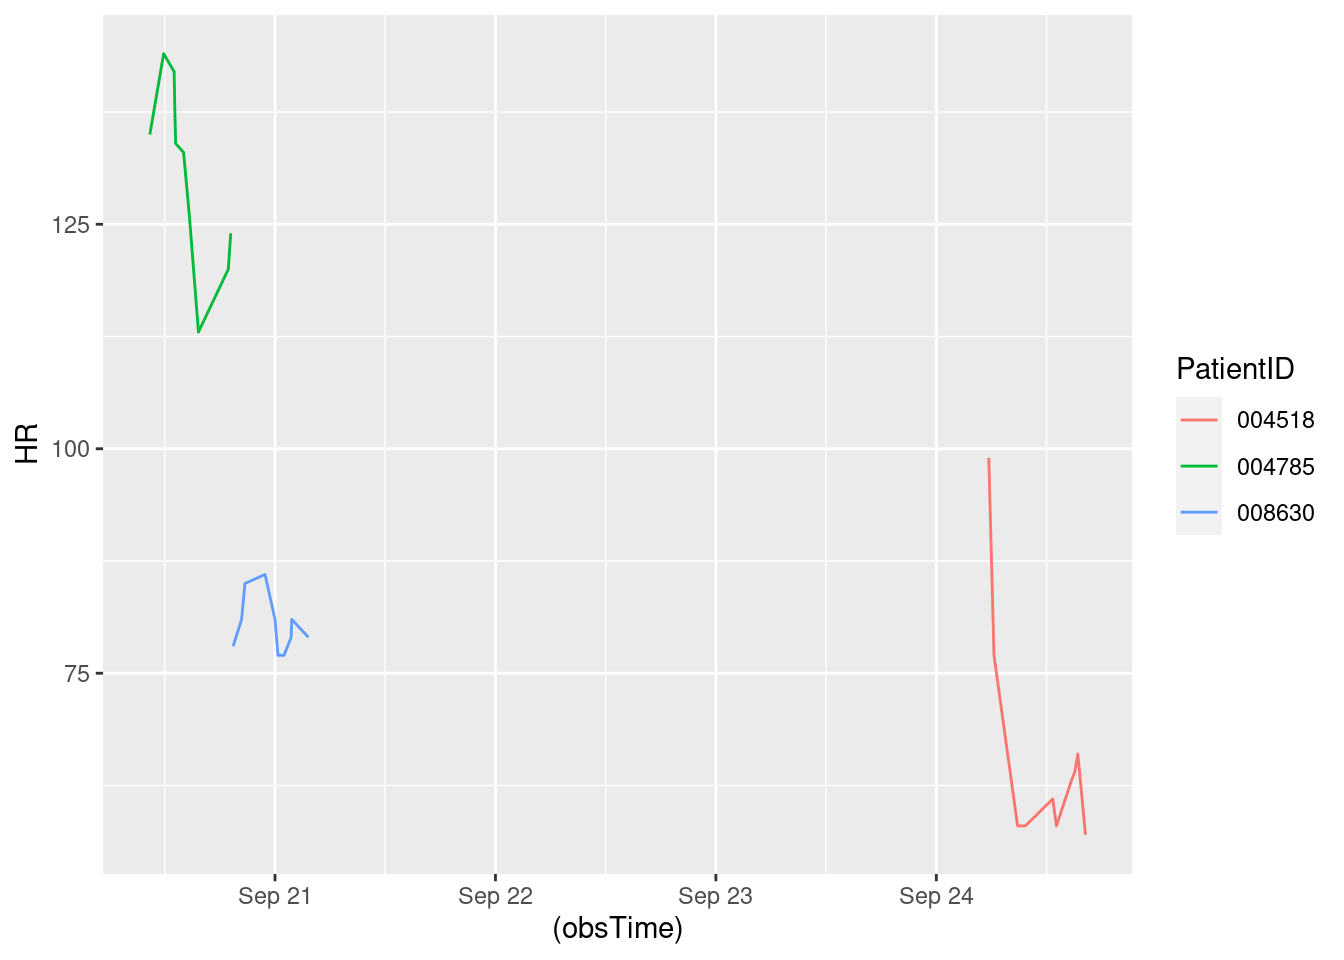 HR
125
100
75
Sep 21
Sep 22
Sep 23
Sep 24
(obsTime)
PatientID
004518
004785
008630